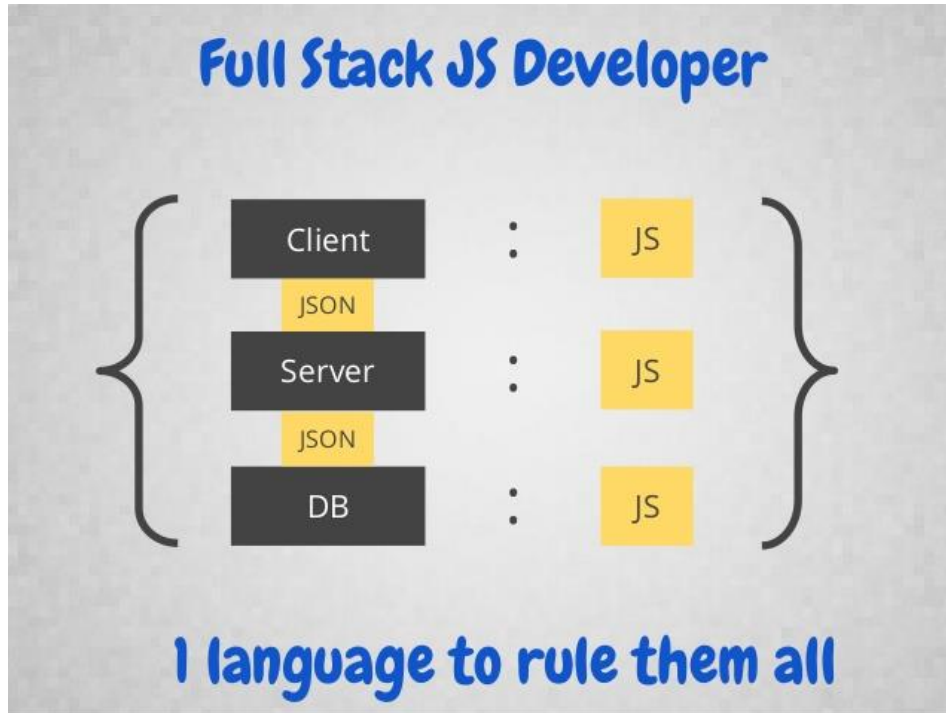 Full Stack JS Developer
{ Client : JS }
JSON
Server : JS
JSON
DB : JS
1 language to rule them all